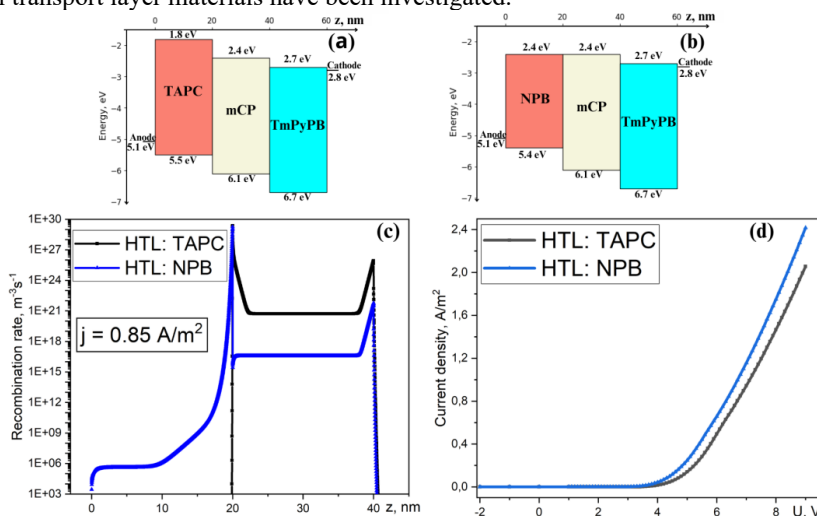 transport layer materials have been investigated.
z, nm
0 20 40 60
(a)
1.8 eV
2.4 eV
2.7 eV
Cathode
2.8 eV
TAPC
mCP
TmPyPB
Anode
5.1 eV
5.5 eV
6.1 eV
6.7 eV
Energy, eV
−2
−3
−4
−5
−6
−7
z, nm
0 20 40 60
(b)
2.4 eV
2.4 eV
2.7 eV
Cathode
2.8 eV
NPB
mCP
TmPyPB
Anode
5.1 eV
5.4 eV
6.1 eV
6.7 eV
Energy, eV
−2
−3
−4
−5
−6
−7
(c)
HTL: TAPC
HTL: NPB
j = 0.85 A/m²
Recombination rate, m⁻³s⁻¹
1E+30
1E+27
1E+24
1E+21
1E+18
1E+15
1E+12
1E+09
1E+06
1E+03
0 10 20 30 40 z, nm
(d)
HTL: TAPC
HTL: NPB
Current density, A/m²
2,4
2,0
1,6
1,2
0,8
0,4
0,0
-2 0 2 4 6 8 U, V